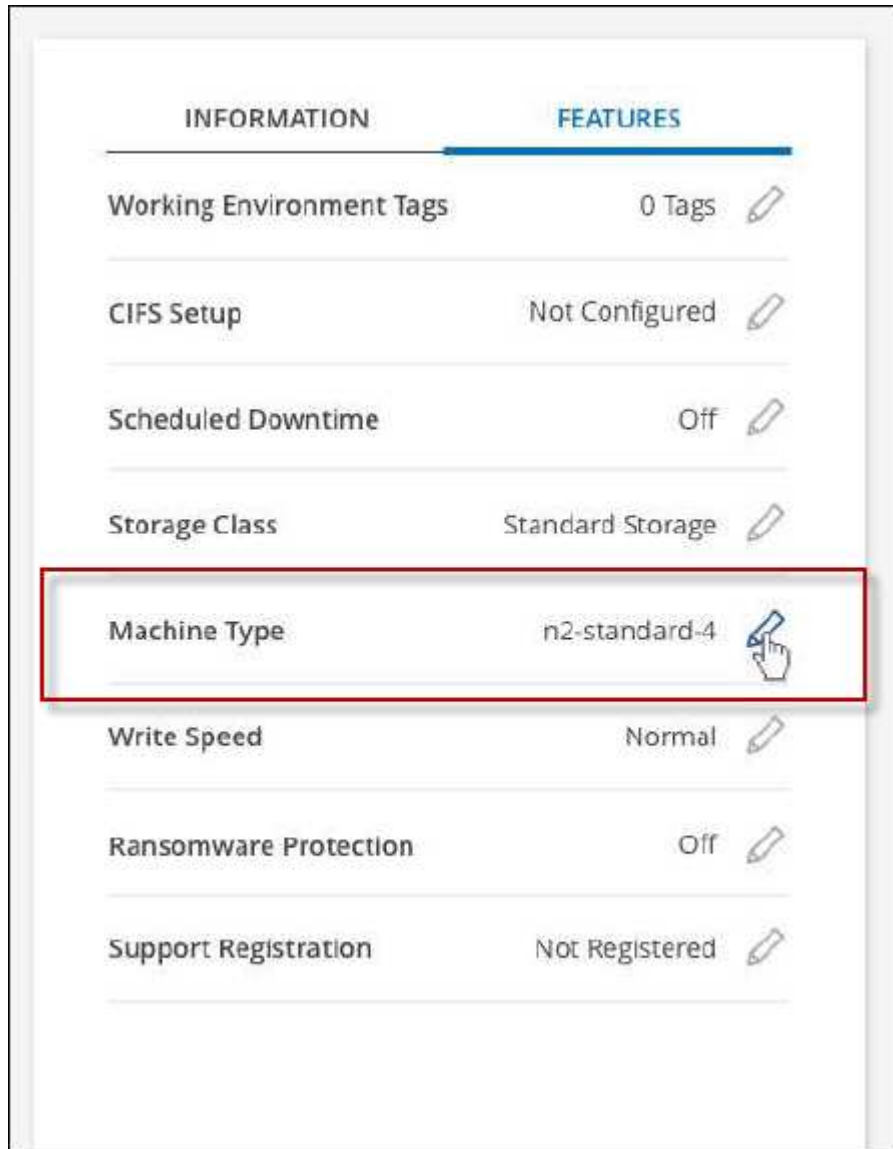 INFORMATION FEATURES
Working Environment Tags 0 Tags
CIFS Setup Not Configured
Scheduled Downtime Off
Storage Class Standard Storage
Machine Type n2-standard-4
Write Speed Normal
Ransomware Protection Off
Support Registration Not Registered